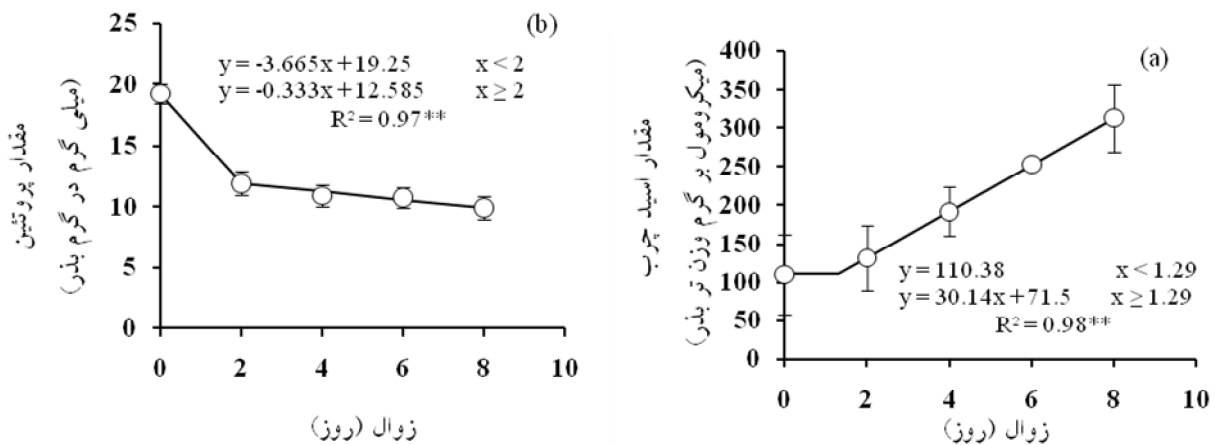 (b)
y = -3.665x+19.25 x < 2
y = -0.333x+12.585 x ≥ 2
R² = 0.97**
مقدار پروتئین
(میلی گرم در گرم بذر)
25
20
15
10
5
0
0 2 4 6 8 10
زوال (روز)
(a)
y = 110.38 x < 1.29
y = 30.14x+71.5 x ≥ 1.29
R² = 0.98**
مقدار اسید چرب
(میکرومول بر گرم وزن تر بذر)
400
350
300
250
200
150
100
50
0
0 2 4 6 8 10
زوال (روز)